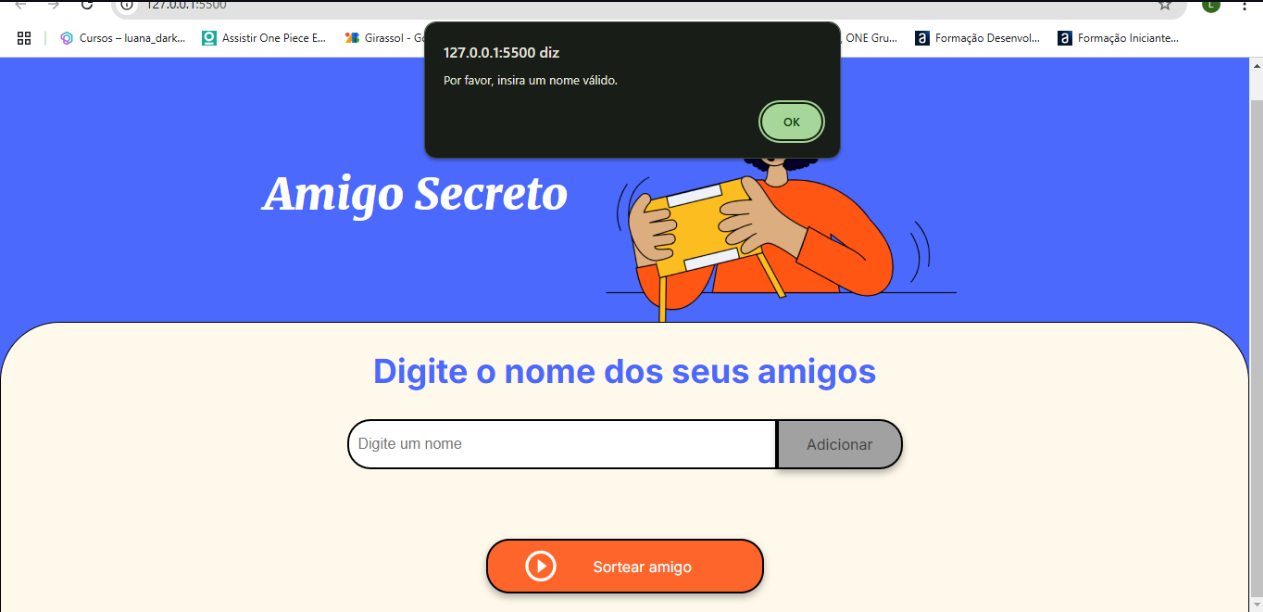 127.0.0.1:5500
L
Cursos – luana_dark...
Assistir One Piece E...
Girassol - Go
, ONE Gru...
Formação Desenvol...
Formação Iniciante...
127.0.0.1:5500 diz
Por favor, insira um nome válido.
OK
Amigo Secreto
Digite o nome dos seus amigos
Digite um nome
Adicionar
Sortear amigo